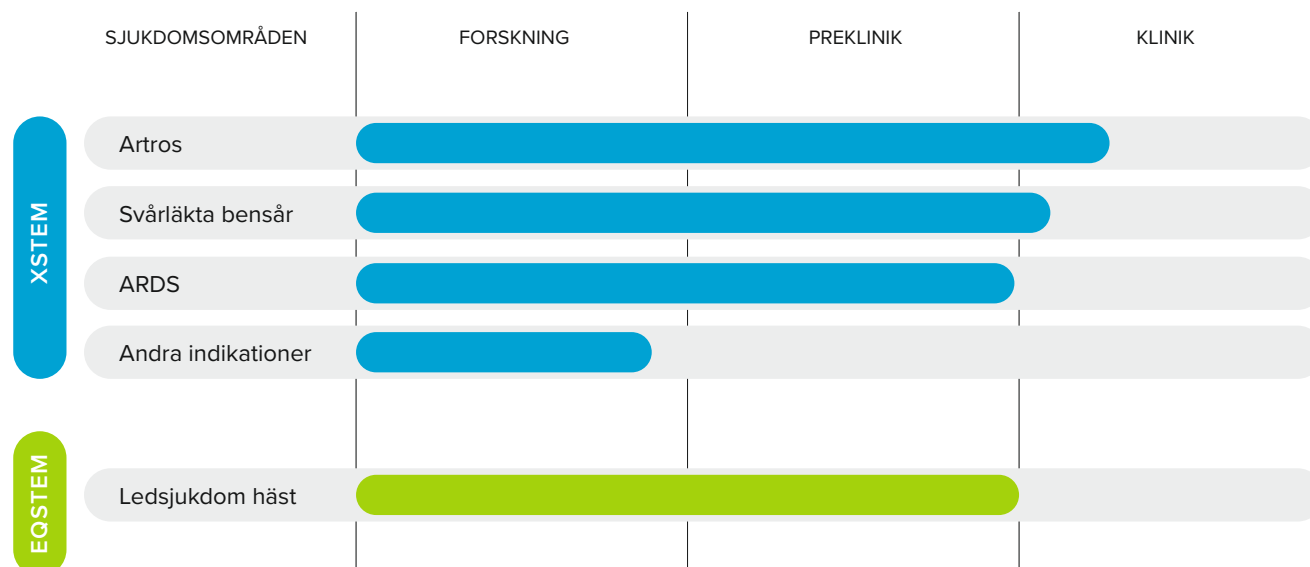 SJUKDOMSOMRÅDEN FORSKNING PREKLINIK KLINIK
XSTEM
Artros
Svårläkta bensår
ARDS
Andra indikationer
EQSTEM
Ledsjukdom häst